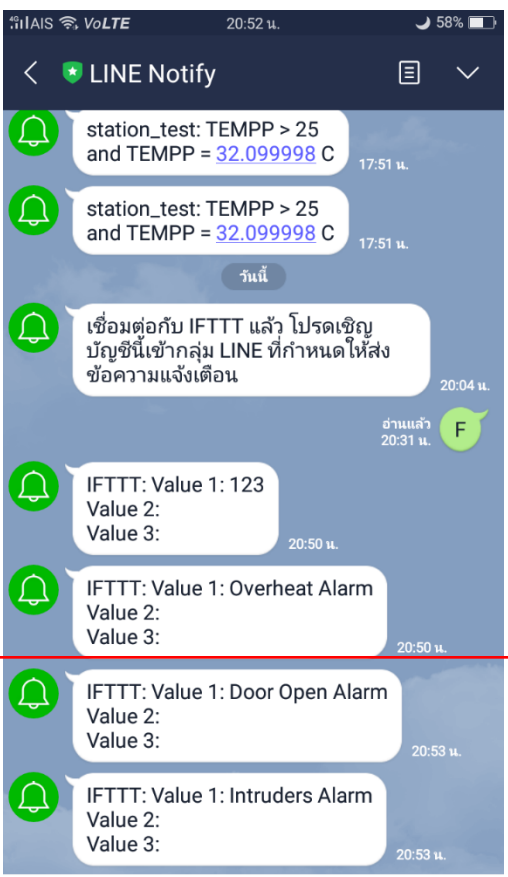 4G AIS VoLTE 20:52 น. 58%
LINE Notify
station_test: TEMPP > 25
and TEMPP = 32.099998 C
17:51 น.
station_test: TEMPP > 25
and TEMPP = 32.099998 C
17:51 น.
วันนี้
เชื่อมต่อกับ IFTTT แล้ว โปรดเชิญ
บัญชีนี้เข้ากลุ่ม LINE ที่กำหนดให้ส่ง
ข้อความแจ้งเตือน
20:04 น.
อ่านแล้ว
20:31 น.
F
IFTTT: Value 1: 123
Value 2:
Value 3:
20:50 น.
IFTTT: Value 1: Overheat Alarm
Value 2:
Value 3:
20:50 น.
IFTTT: Value 1: Door Open Alarm
Value 2:
Value 3:
20:53 น.
IFTTT: Value 1: Intruders Alarm
Value 2:
Value 3:
20:53 น.